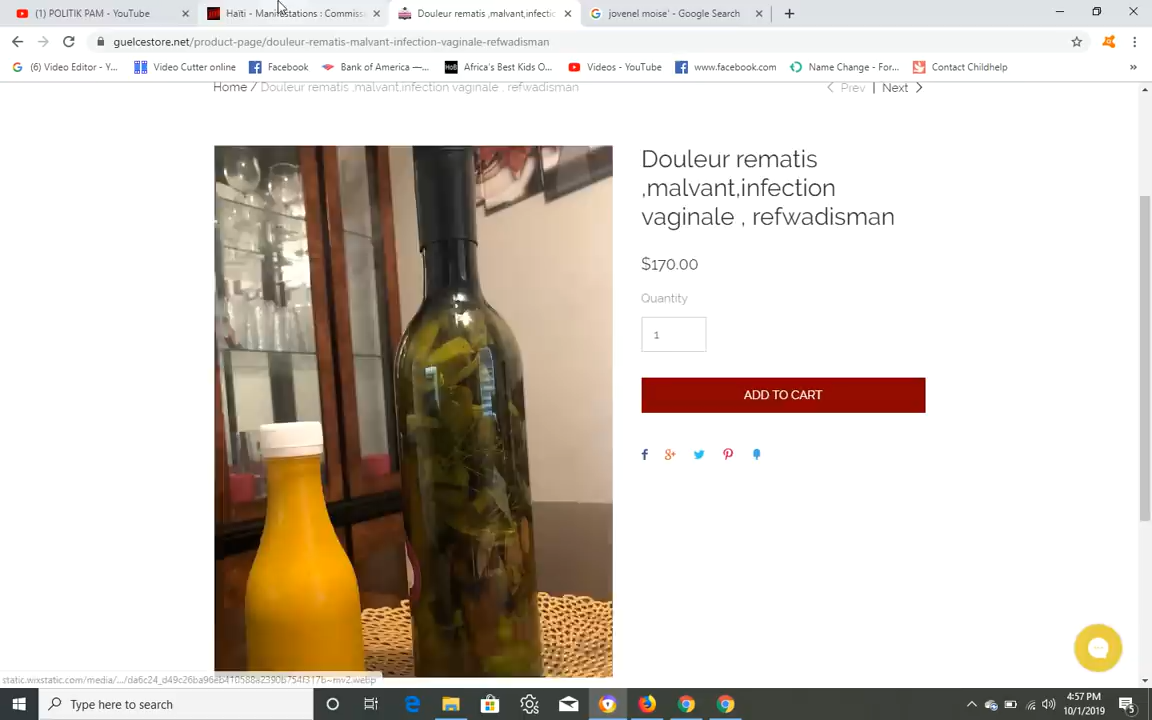 (1) POLITIK PAM - YouTube
Haïti - Manifestations : Commissa
Douleur rematis ,malvant,infectio
jovenel moise' - Google Search
guelcestore.net/product-page/douleur-rematis-malvant-infection-vaginale-refwadisman
(6) Video Editor - Y...
Video Cutter online
Facebook
Bank of America —...
Africa's Best Kids O...
Videos - YouTube
www.facebook.com
Name Change - For...
Contact Childhelp
Home / Douleur rematis ,malvant,infection vaginale , refwadisman
Prev | Next
Douleur rematis
,malvant,infection
vaginale , refwadisman
$170.00
Quantity
1
ADD TO CART
Type here to search
4:57 PM
10/1/2019
5